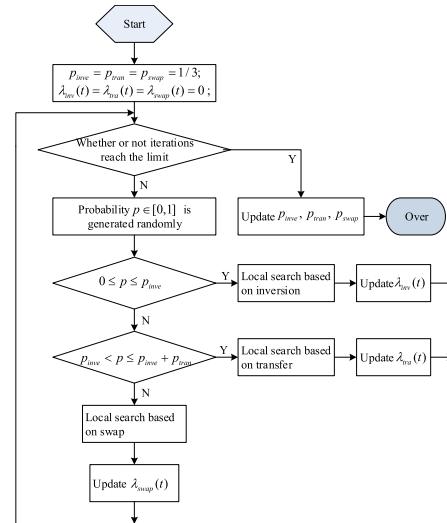 Start
p_inve = p_tran = p_swap = 1/3;
λ_inv(t) = λ_tra(t) = λ_swap(t) = 0 ;
Whether or not iterations
reach the limit
Y
N
Probability p ∈ [0,1] is
generated randomly
Update p_inve , p_tran , p_swap
Over
0 ≤ p ≤ p_inve
Y
Local search based
on inversion
Update λ_inv(t)
N
p_inve < p ≤ p_inve + p_tran
Y
Local search based
on transfer
Update λ_tra(t)
N
Local search based
on swap
Update λ_swap(t)